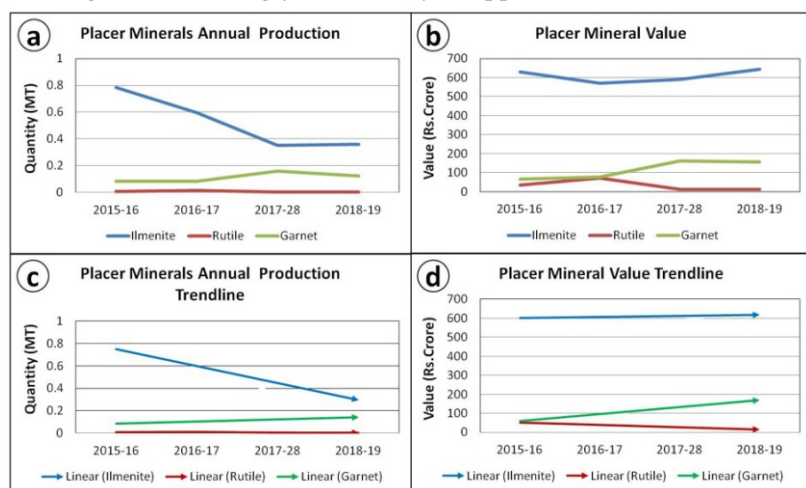 a
Placer Minerals Annual Production
Quantity (MT)
1
0.8
0.6
0.4
0.2
0
2015-16 2016-17 2017-28 2018-19
Ilmenite Rutile Garnet
b
Placer Mineral Value
Value (Rs.Crore)
700
600
500
400
300
200
100
0
2015-16 2016-17 2017-28 2018-19
Ilmenite Rutile Garnet
c
Placer Minerals Annual Production
Trendline
Quantity (MT)
1
0.8
0.6
0.4
0.2
0
2015-16 2016-17 2017-28 2018-19
Linear (Ilmenite) Linear (Rutile) Linear (Garnet)
d
Placer Mineral Value Trendline
Value (Rs.Crore)
700
600
500
400
300
200
100
0
2015-16 2016-17 2017-28 2018-19
Linear (Ilmenite) Linear (Rutile) Linear (Garnet)